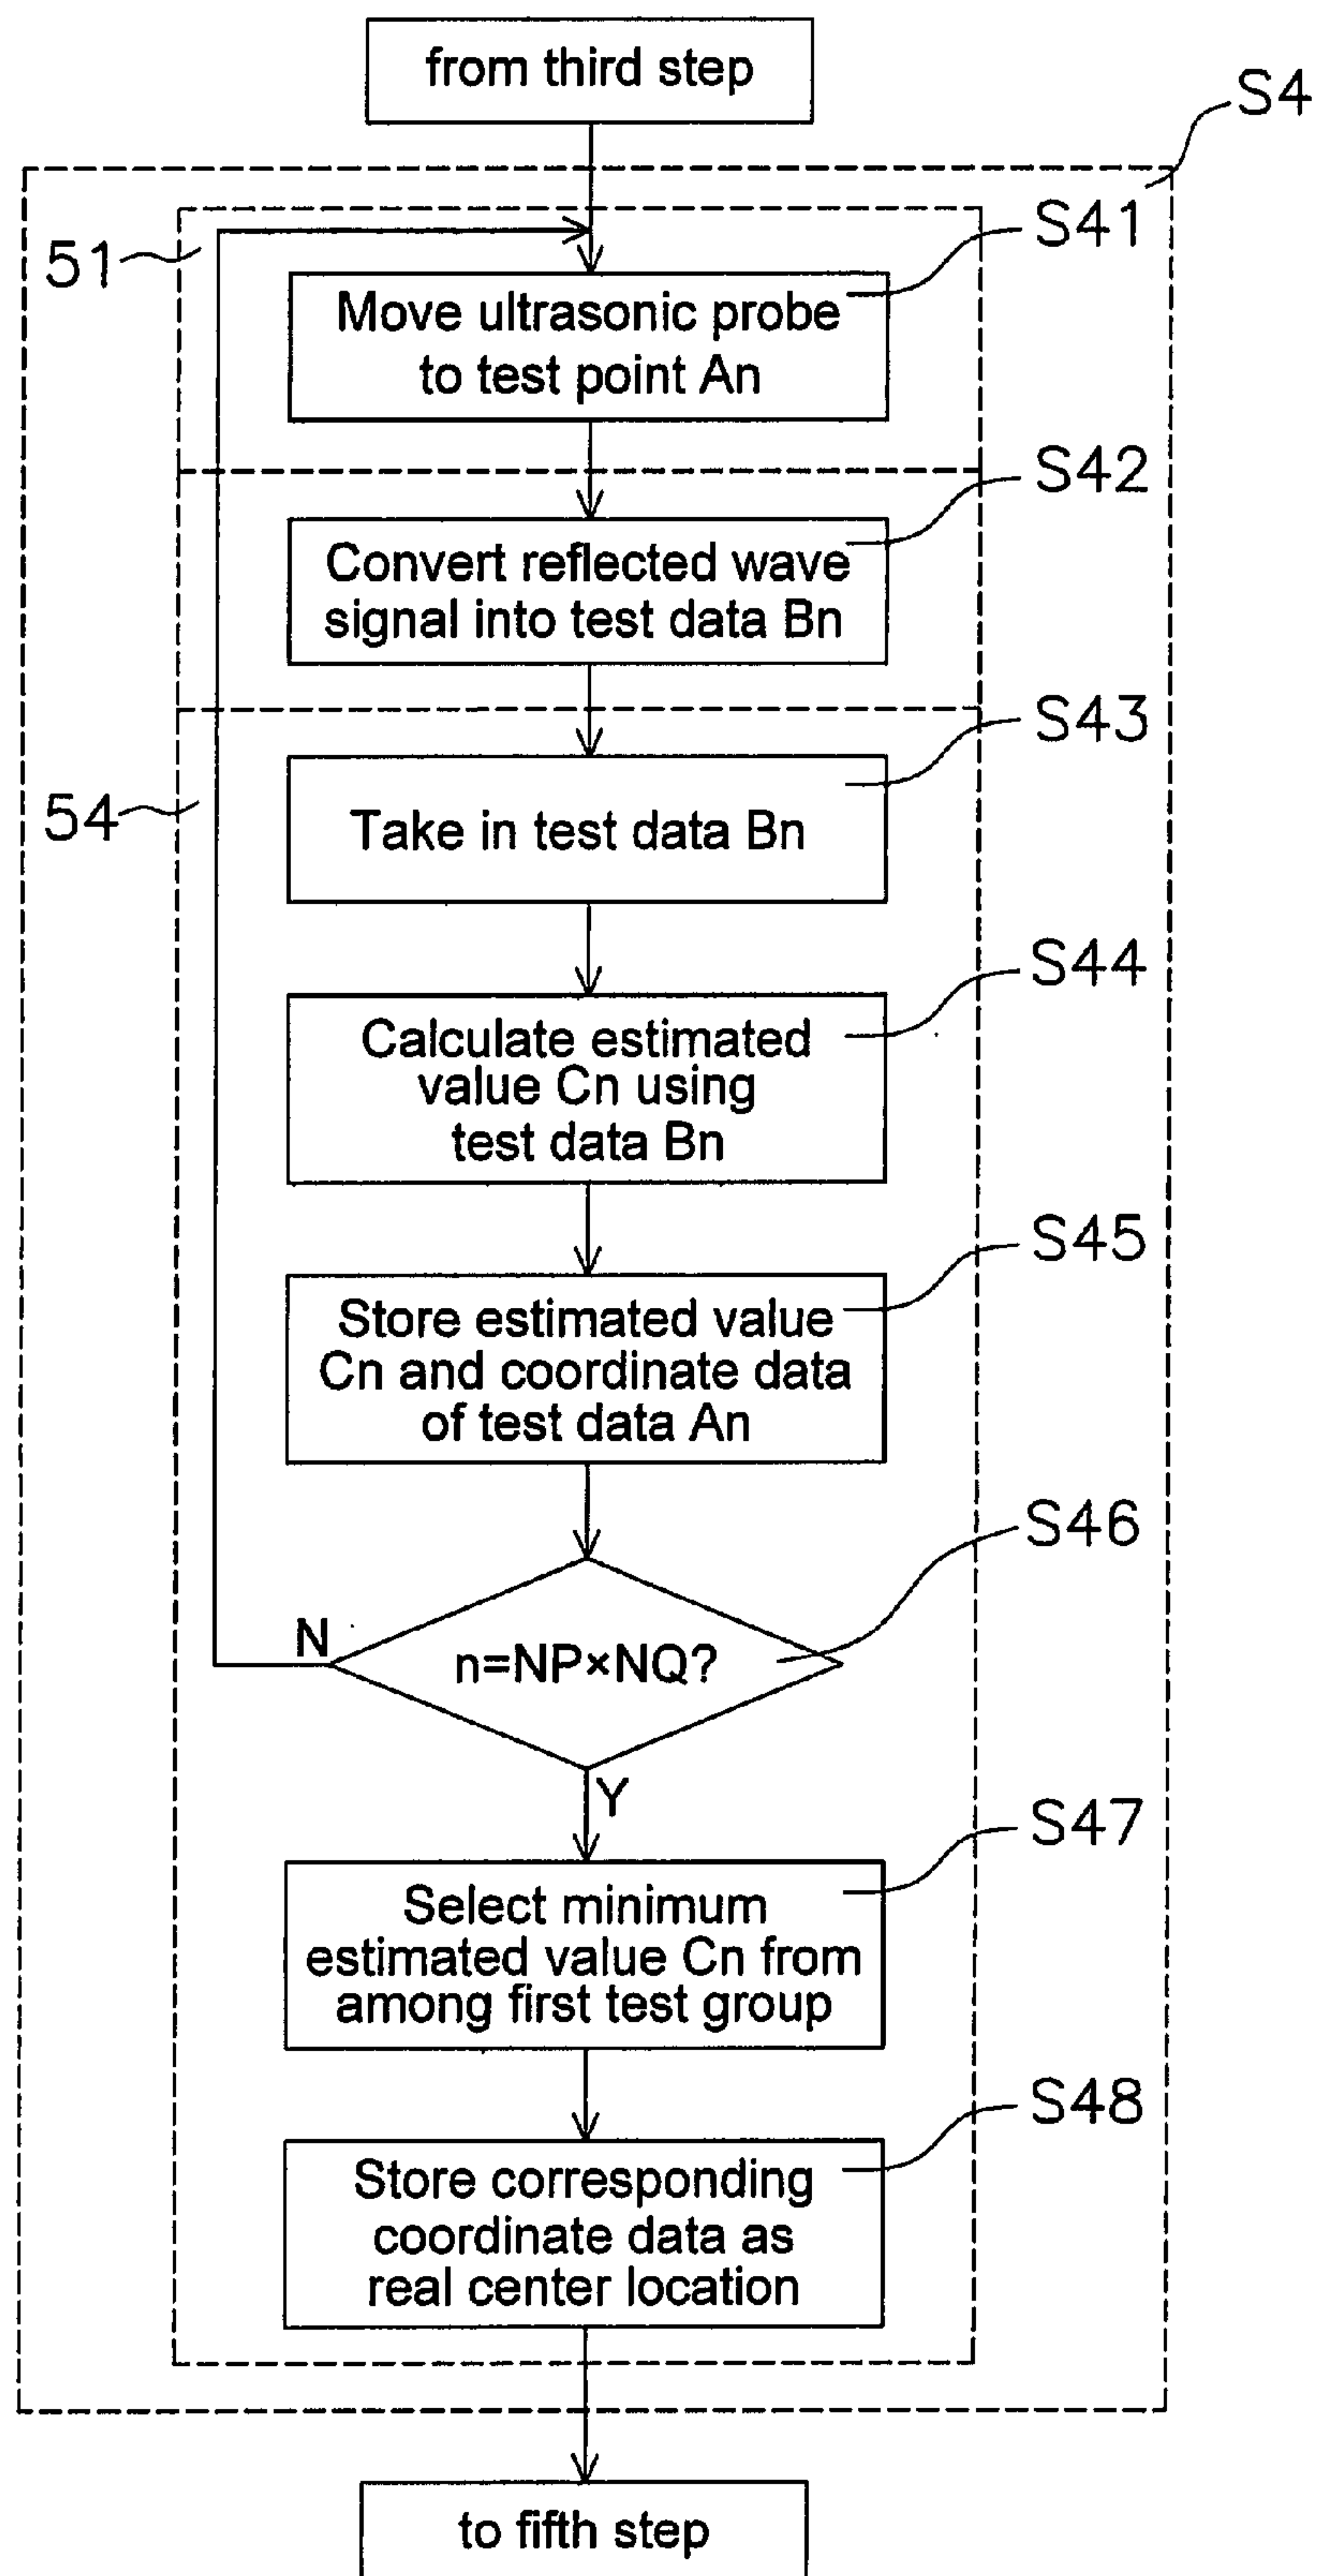 from third step
S4
51
S41
Move ultrasonic probe
to test point An
S42
Convert reflected wave
signal into test data Bn
S43
54
Take in test data Bn
S44
Calculate estimated
value Cn using
test data Bn
S45
Store estimated value
Cn and coordinate data
of test data An
S46
N
n=NP×NQ?
Y
S47
Select minimum
estimated value Cn from
among first test group
S48
Store corresponding
coordinate data as
real center location
to fifth step